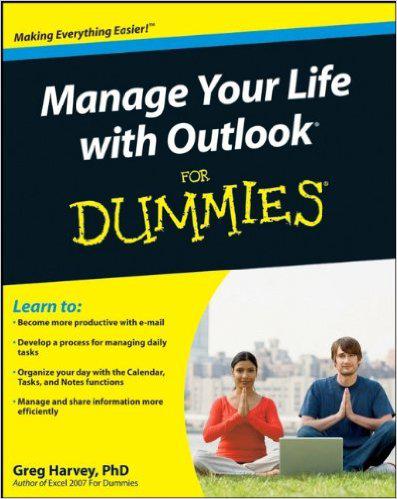 Making Everything Easier!™
Manage Your Life
with Outlook®
FOR
DUMMIES®
Learn to:
• Become more productive with e-mail
• Develop a process for managing daily
tasks
• Organize your day with the Calendar,
Tasks, and Notes functions
• Manage and share information more
efficiently
Greg Harvey, PhD
Author of Excel 2007 For Dummies